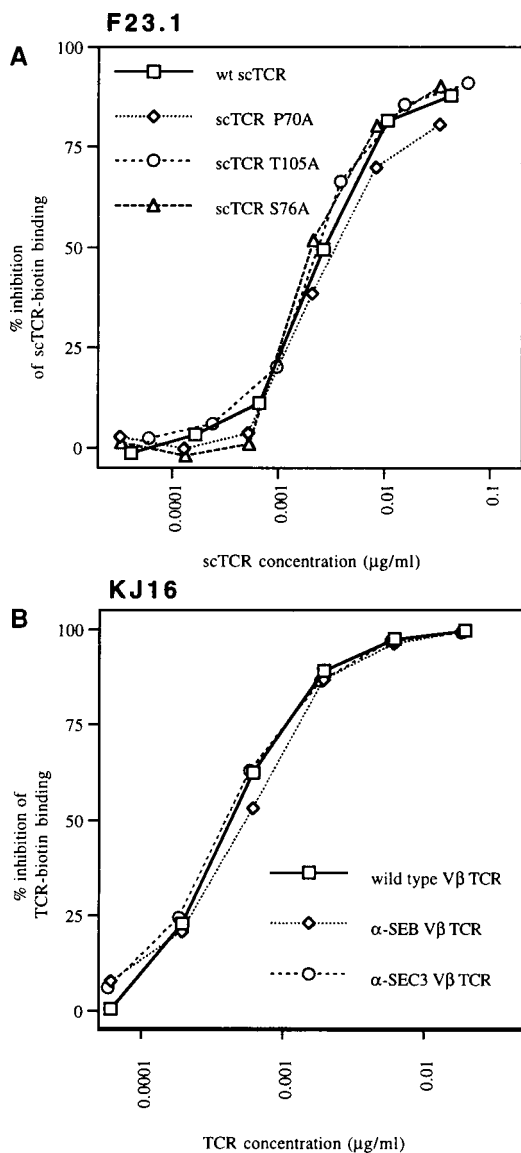 F23.1
A
100
75
50
25
0
% inhibition
of scTCR-biotin binding
wt scTCR
scTCR P70A
scTCR T105A
scTCR S76A
0.0001
0.001
0.01
0.1
scTCR concentration (µg/ml)
KJ16
B
100
75
50
25
0
% inhibition of
TCR-biotin binding
wild type Vβ TCR
α-SEB Vβ TCR
α-SEC3 Vβ TCR
0.0001
0.001
0.01
TCR concentration (µg/ml)